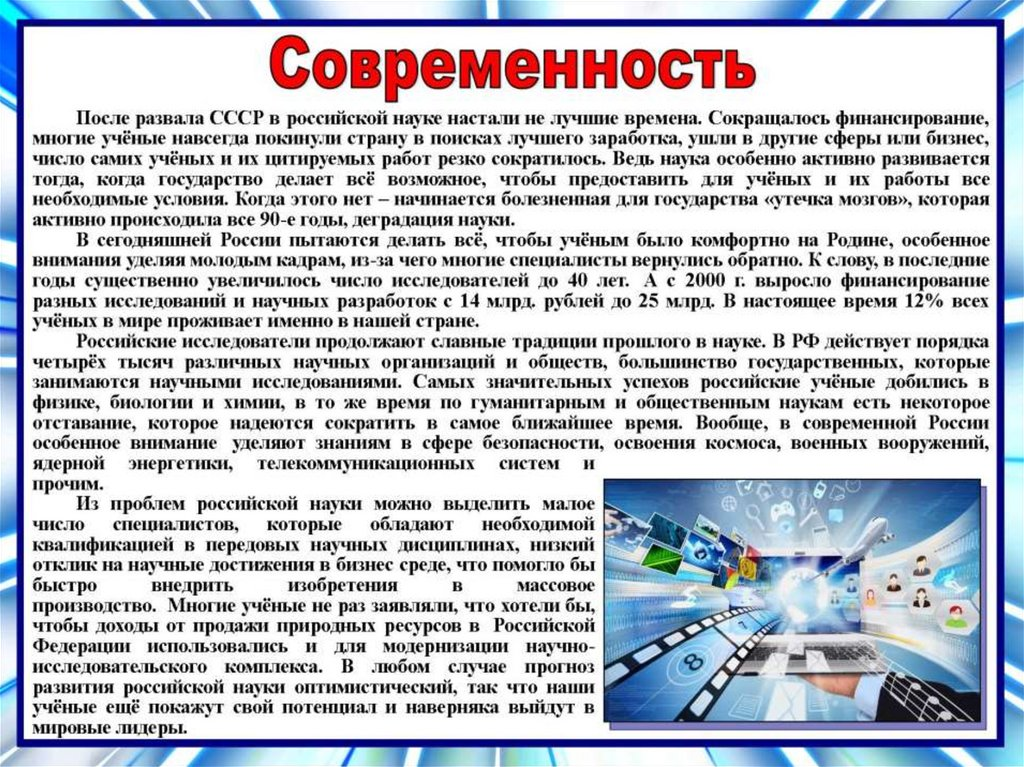 Современность
После развала СССР в российской науке настали не лучшие времена. Сокращалось финансирование,
многие учёные навсегда покинули страну в поисках лучшего заработка, ушли в другие сферы или бизнес,
число самих учёных и их цитируемых работ резко сократилось. Ведь наука особенно активно развивается
тогда, когда государство делает всё возможное, чтобы предоставить для учёных и их работы все
необходимые условия. Когда этого нет – начинается болезненная для государства «утечка мозгов», которая
активно происходила все 90-е годы, деградация науки.
В сегодняшней России пытаются делать всё, чтобы учёным было комфортно на Родине, особенное
внимания уделяя молодым кадрам, из-за чего многие специалисты вернулись обратно. К слову, в последние
годы существенно увеличилось число исследователей до 40 лет. А с 2000 г. выросло финансирование
разных исследований и научных разработок с 14 млрд. рублей до 25 млрд. В настоящее время 12% всех
учёных в мире проживает именно в нашей стране.
Российские исследователи продолжают славные традиции прошлого в науке. В РФ действует порядка
четырёх тысяч различных научных организаций и обществ, большинство государственных, которые
занимаются научными исследованиями. Самых значительных успехов российские учёные добились в
физике, биологии и химии, в то же время по гуманитарным и общественным наукам есть некоторое
отставание, которое надеются сократить в самое ближайшее время. Вообще, в современной России
особенное внимание уделяют знаниям в сфере безопасности, освоения космоса, военных вооружений,
ядерной энергетики, телекоммуникационных систем и
прочим.
Из проблем российской науки можно выделить малое
число специалистов, которые обладают необходимой
квалификацией в передовых научных дисциплинах, низкий
отклик на научные достижения в бизнес среде, что помогло бы
быстро внедрить изобретения в массовое
производство. Многие учёные не раз заявляли, что хотели бы,
чтобы доходы от продажи природных ресурсов в Российской
Федерации использовались и для модернизации научно-
исследовательского комплекса. В любом случае прогноз
развития российской науки оптимистический, так что наши
учёные ещё покажут свой потенциал и наверняка выйдут в
мировые лидеры.
8